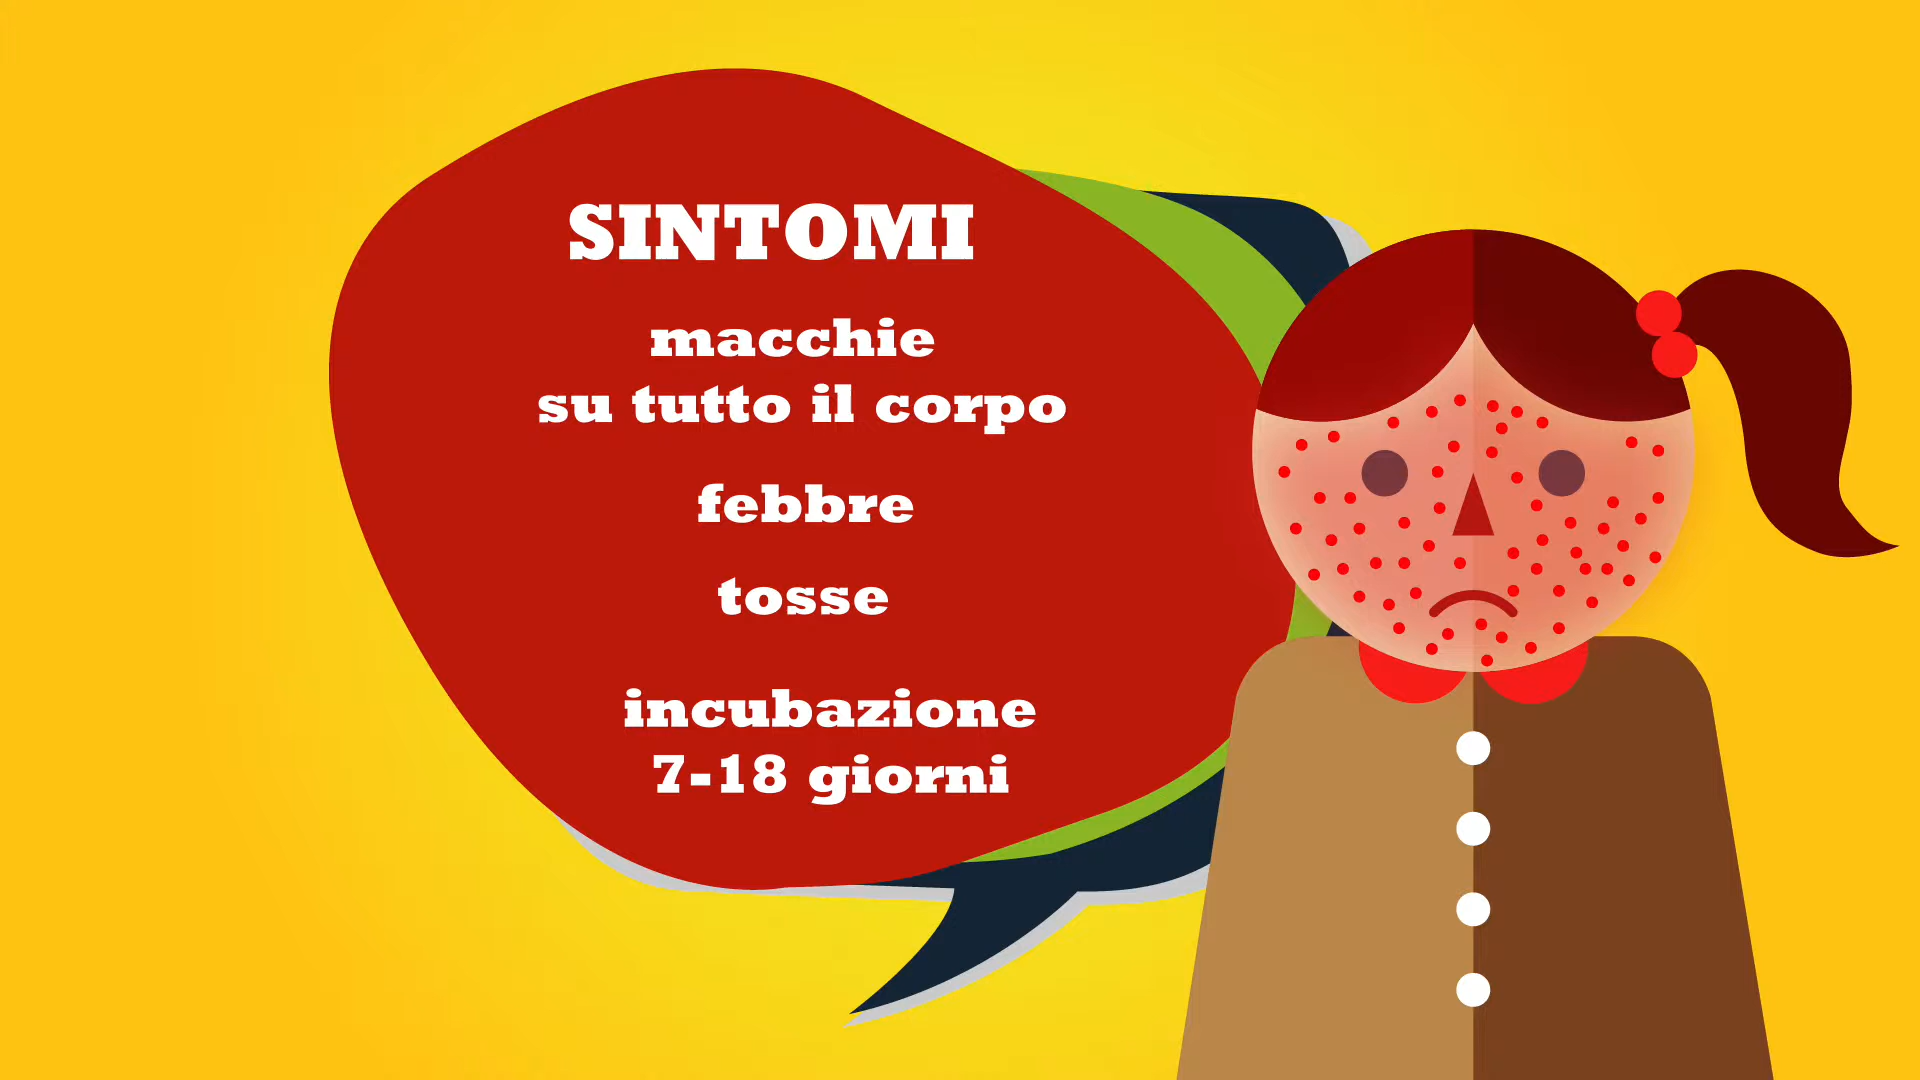 SINTOMI
macchie
su tutto il corpo
febbre
tosse
incubazione
7-18 giorni